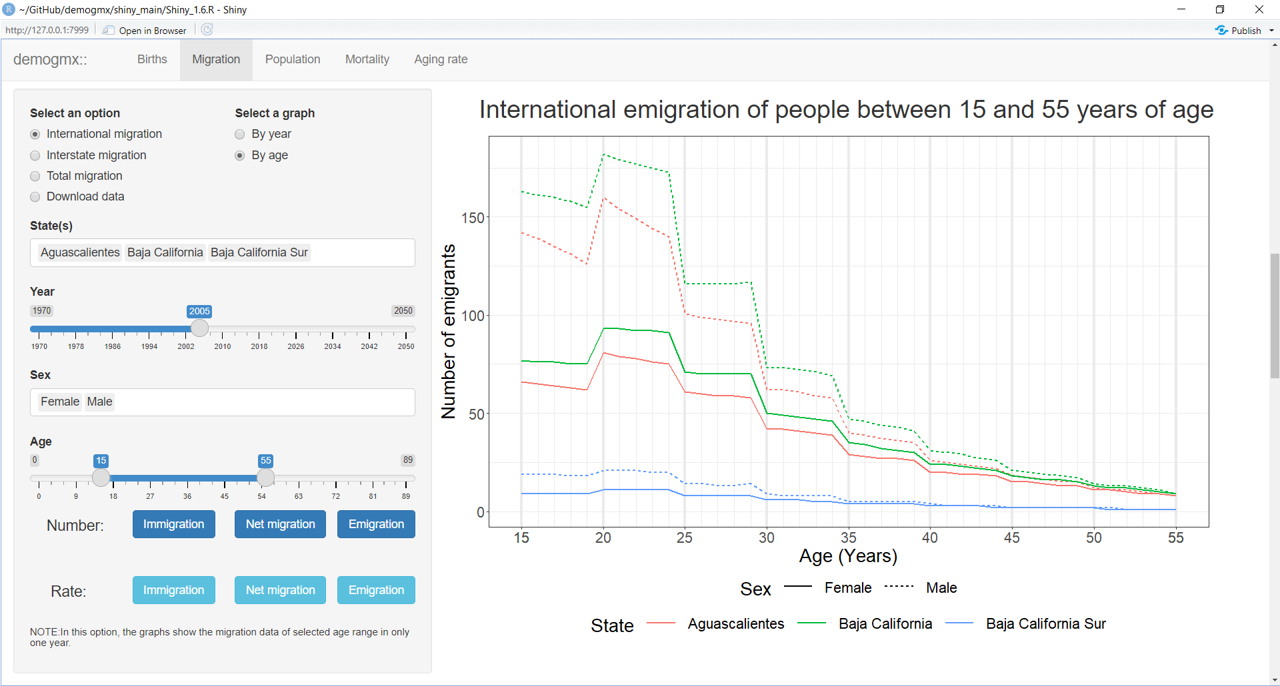 ~/GitHub/demogmx/shiny_main/Shiny_1.6.R - Shiny
http://127.0.0.1:7999 Open in Browser Publish
demogmx:: Births Migration Population Mortality Aging rate
Select an option
International migration
Interstate migration
Total migration
Download data
Select a graph
By year
By age
State(s)
Aguascalientes Baja California Baja California Sur
Year
1970 2005 2050
1970 1978 1986 1994 2002 2010 2018 2026 2034 2042 2050
Sex
Female Male
Age
0 15 55 89
0 9 18 27 36 45 54 63 72 81 89
Number: Immigration Net migration Emigration
Rate: Immigration Net migration Emigration
NOTE:In this option, the graphs show the migration data of selected age range in only
one year.
International emigration of people between 15 and 55 years of age
Number of emigrants
150
100
50
0
15 20 25 30 35 40 45 50 55
Age (Years)
Sex Female Male
State Aguascalientes Baja California Baja California Sur